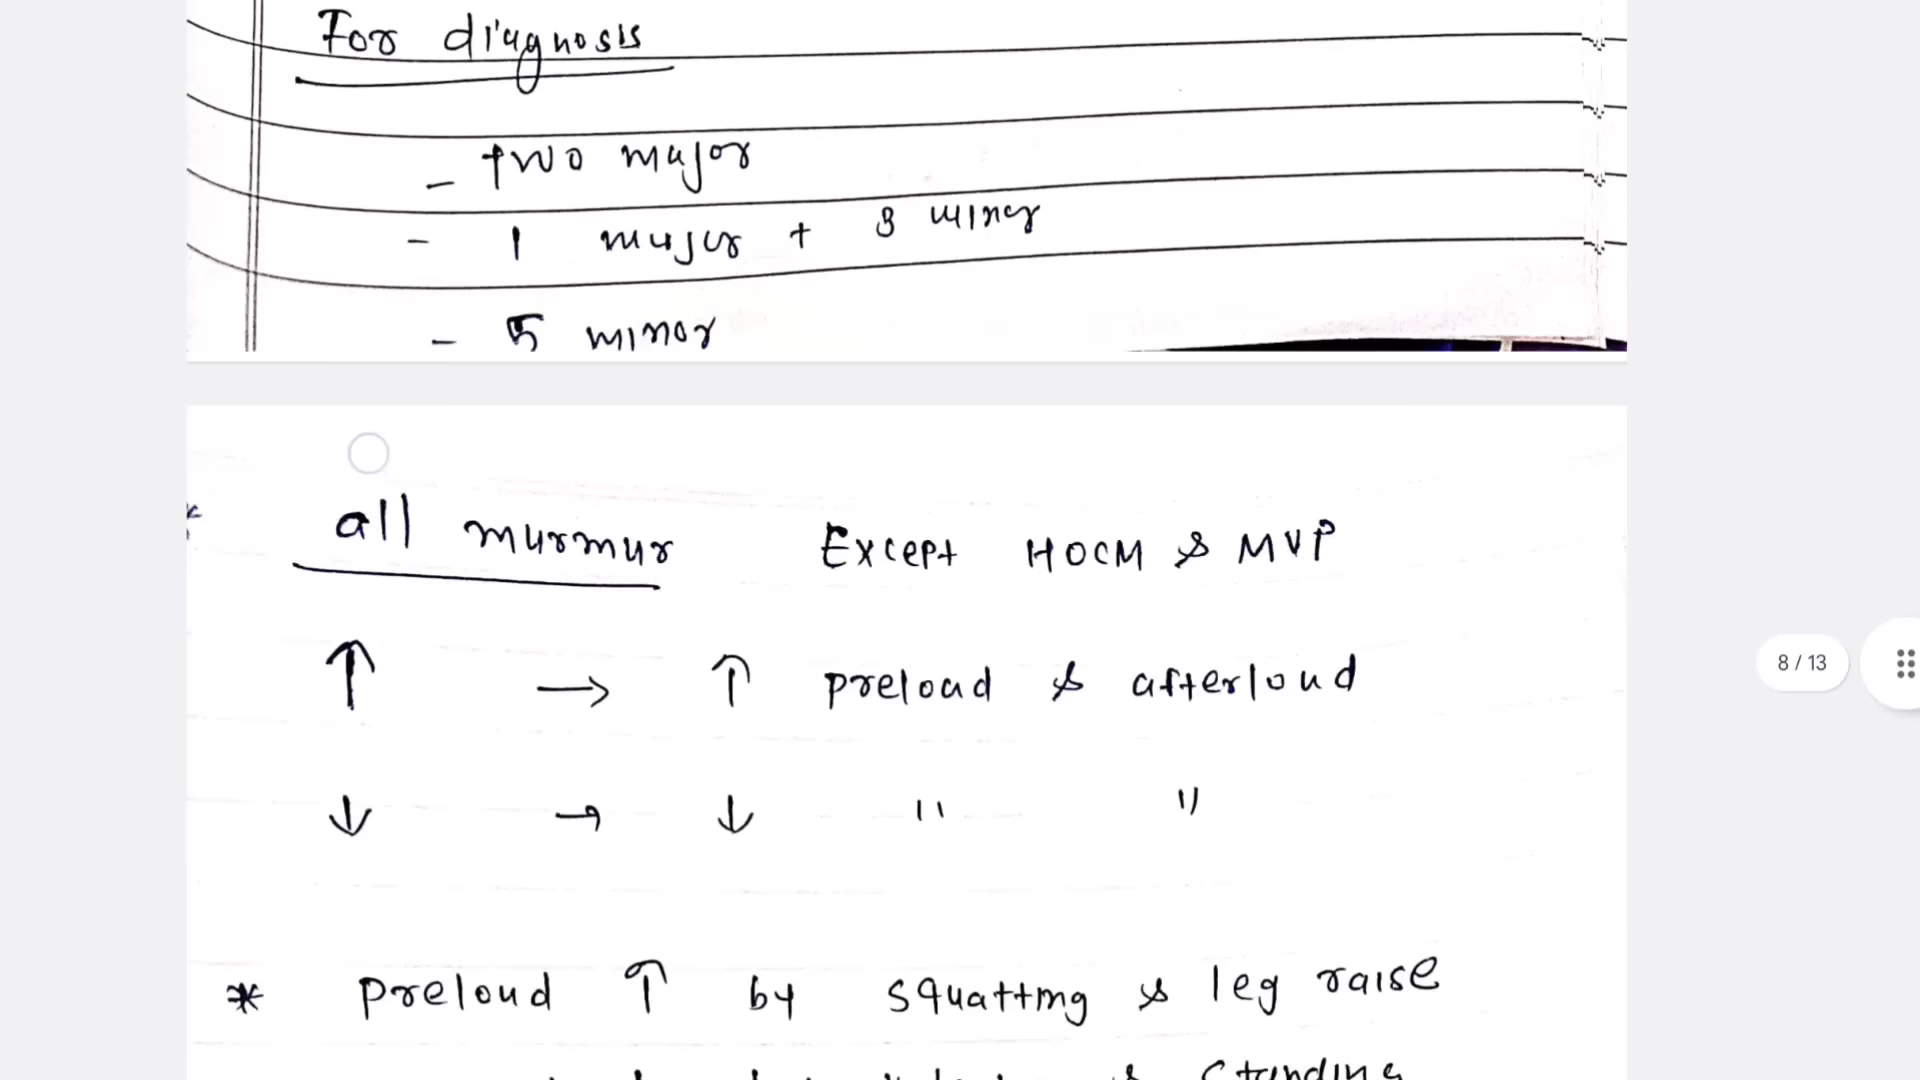 For diagnosis
- two major
- 1 major + 3 minor
- 5 minor
* all murmur Except HOCM & MVP
↑ → ↑ preload & afterload
↓ → ↓ " "
* preload ↑ by squatting & leg raise
& standing
8 / 13